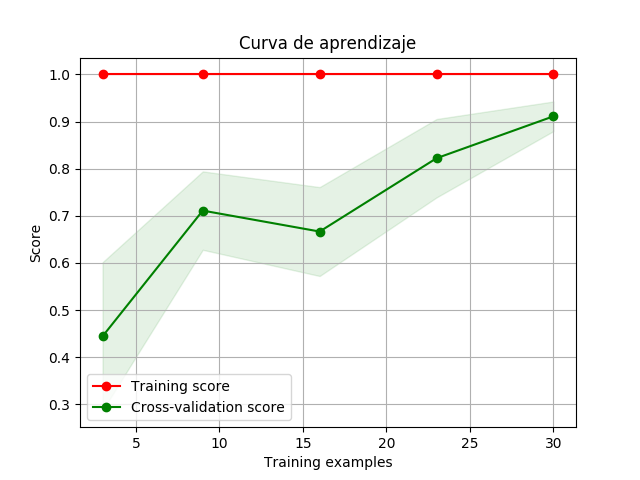 Curva de aprendizaje
1.0
0.9
0.8
0.7
0.6
0.5
0.4
0.3
Score
Training score
Cross-validation score
5
10
15
20
25
30
Training examples